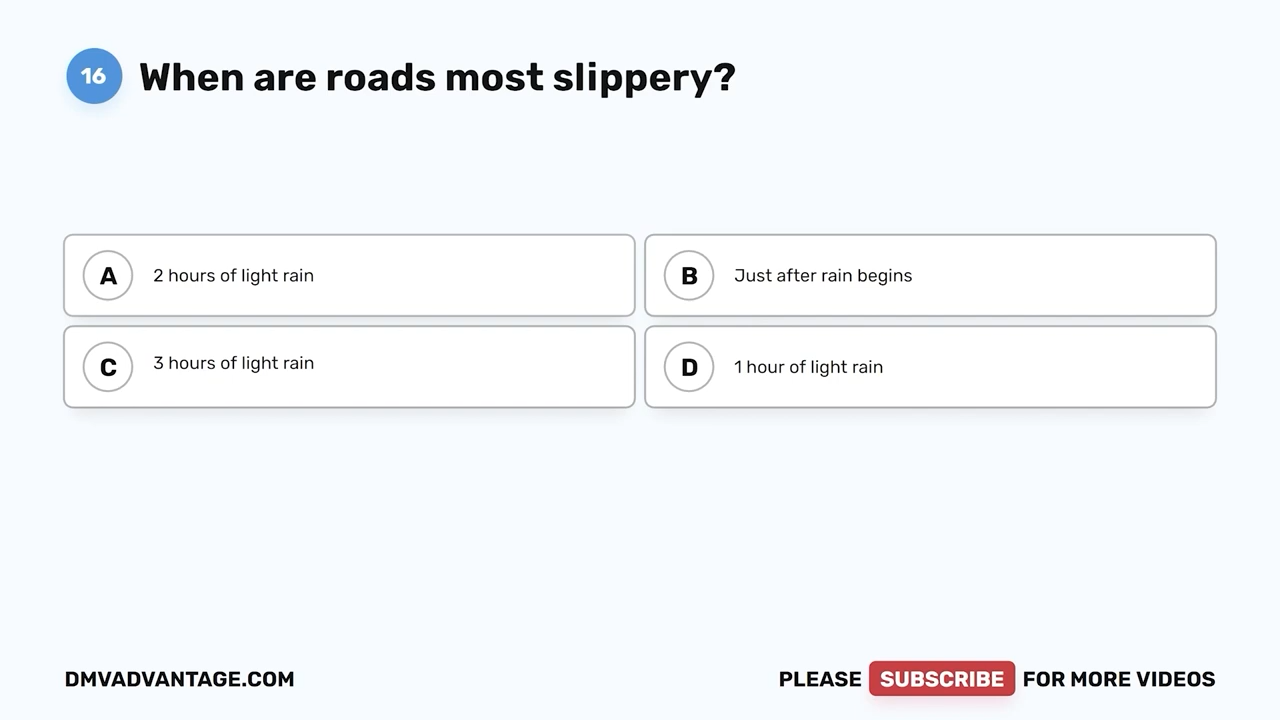 16 When are roads most slippery?
A 2 hours of light rain
B Just after rain begins
C 3 hours of light rain
D 1 hour of light rain
DMVADVANTAGE.COM
PLEASE SUBSCRIBE FOR MORE VIDEOS